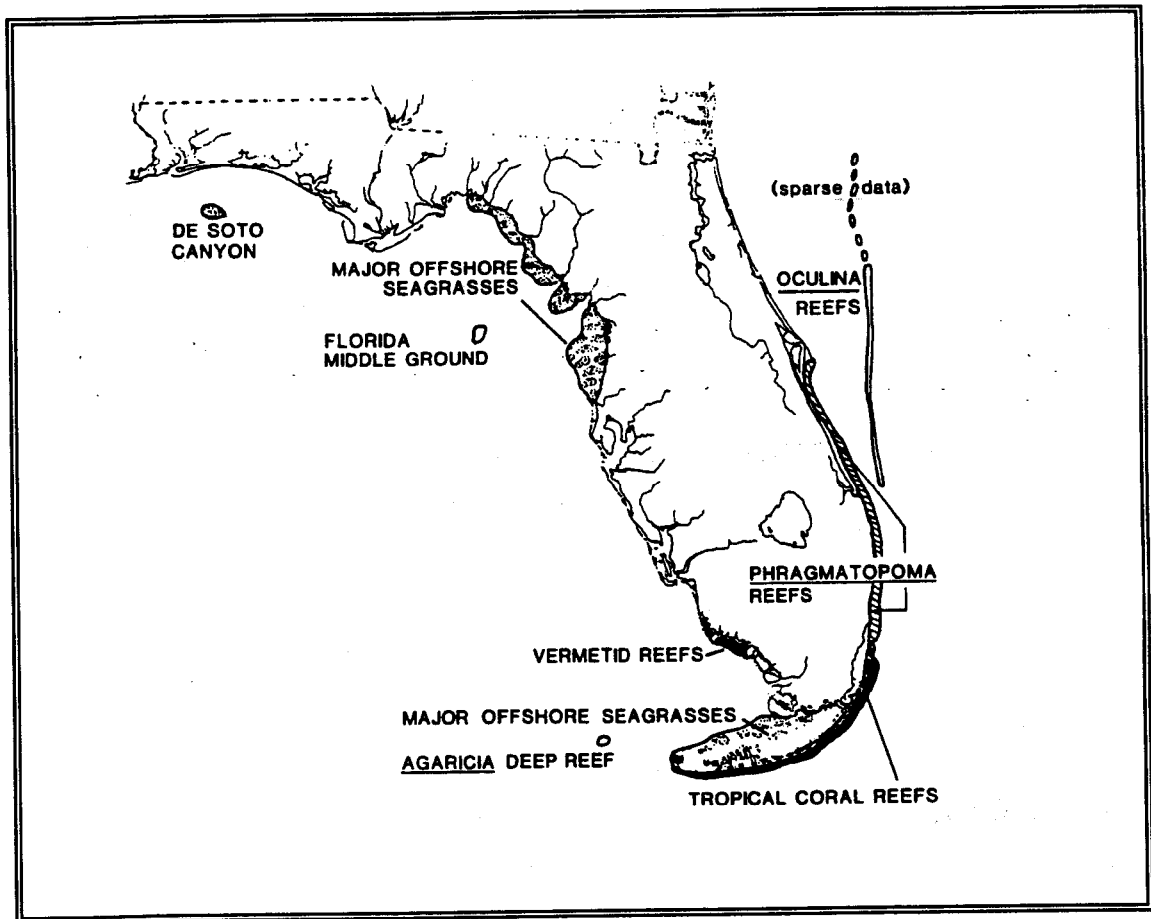 (sparse data)
DE SOTO
CANYON
MAJOR OFFSHORE
SEAGRASSES
OCULINA
REEFS
FLORIDA
MIDDLE GROUND
PHRAGMATOPOMA
REEFS
VERMETID REEFS
MAJOR OFFSHORE SEAGRASSES
AGARICIA DEEP REEF
TROPICAL CORAL REEFS